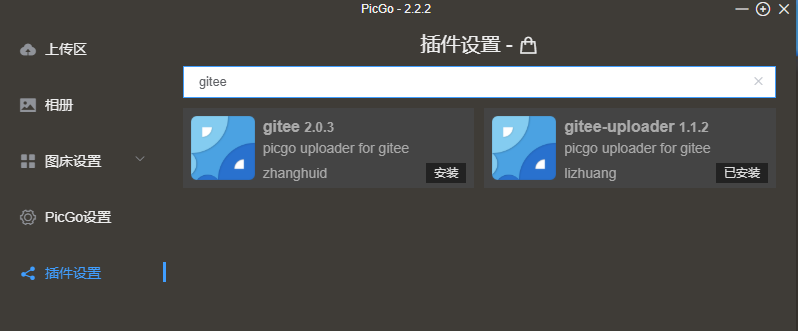 PicGo - 2.2.2
上传区
相册
图床设置
PicGo设置
插件设置
插件设置 -
gitee
gitee 2.0.3
picgo uploader for gitee
zhanghuid
安装
gitee-uploader 1.1.2
picgo uploader for gitee
lizhuang
已安装